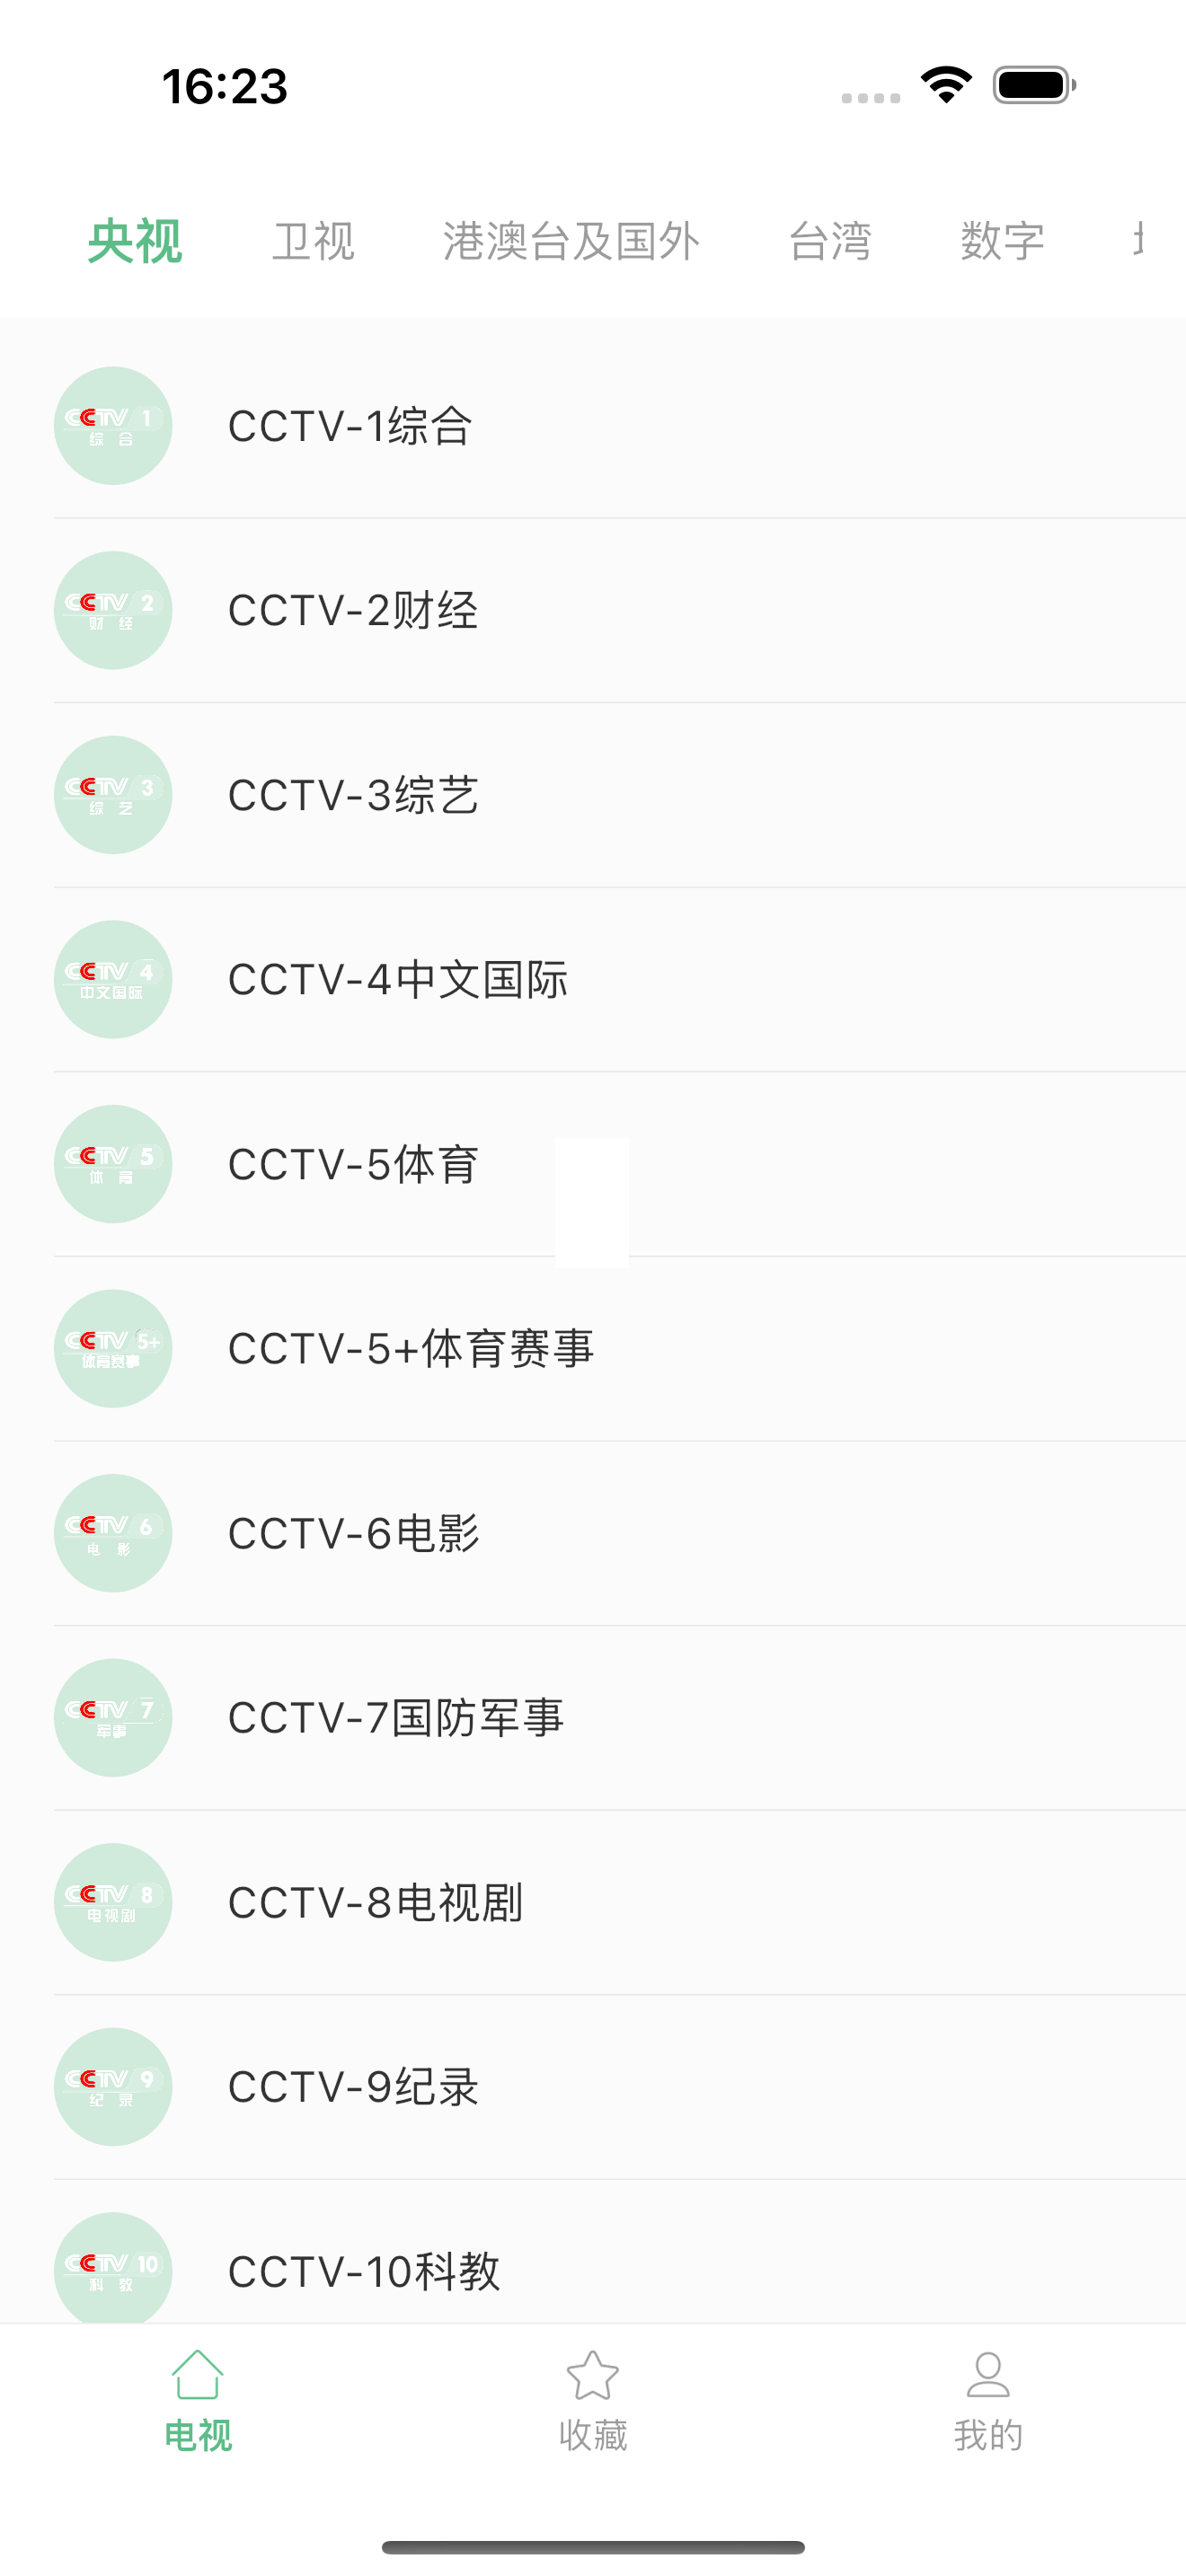 16:23
央视 卫视 港澳台及国外 台湾 数字
CCTV 1
综合
CCTV-1综合
CCTV 2
财经
CCTV-2财经
CCTV 3
综艺
CCTV-3综艺
CCTV 4
中文国际
CCTV-4中文国际
CCTV 5
体育
CCTV-5体育
CCTV 5+
体育赛事
CCTV-5+体育赛事
CCTV 6
电影
CCTV-6电影
CCTV 7
军事
CCTV-7国防军事
CCTV 8
电视剧
CCTV-8电视剧
CCTV 9
纪录
CCTV-9纪录
CCTV 10
科教
CCTV-10科教
电视 收藏 我的